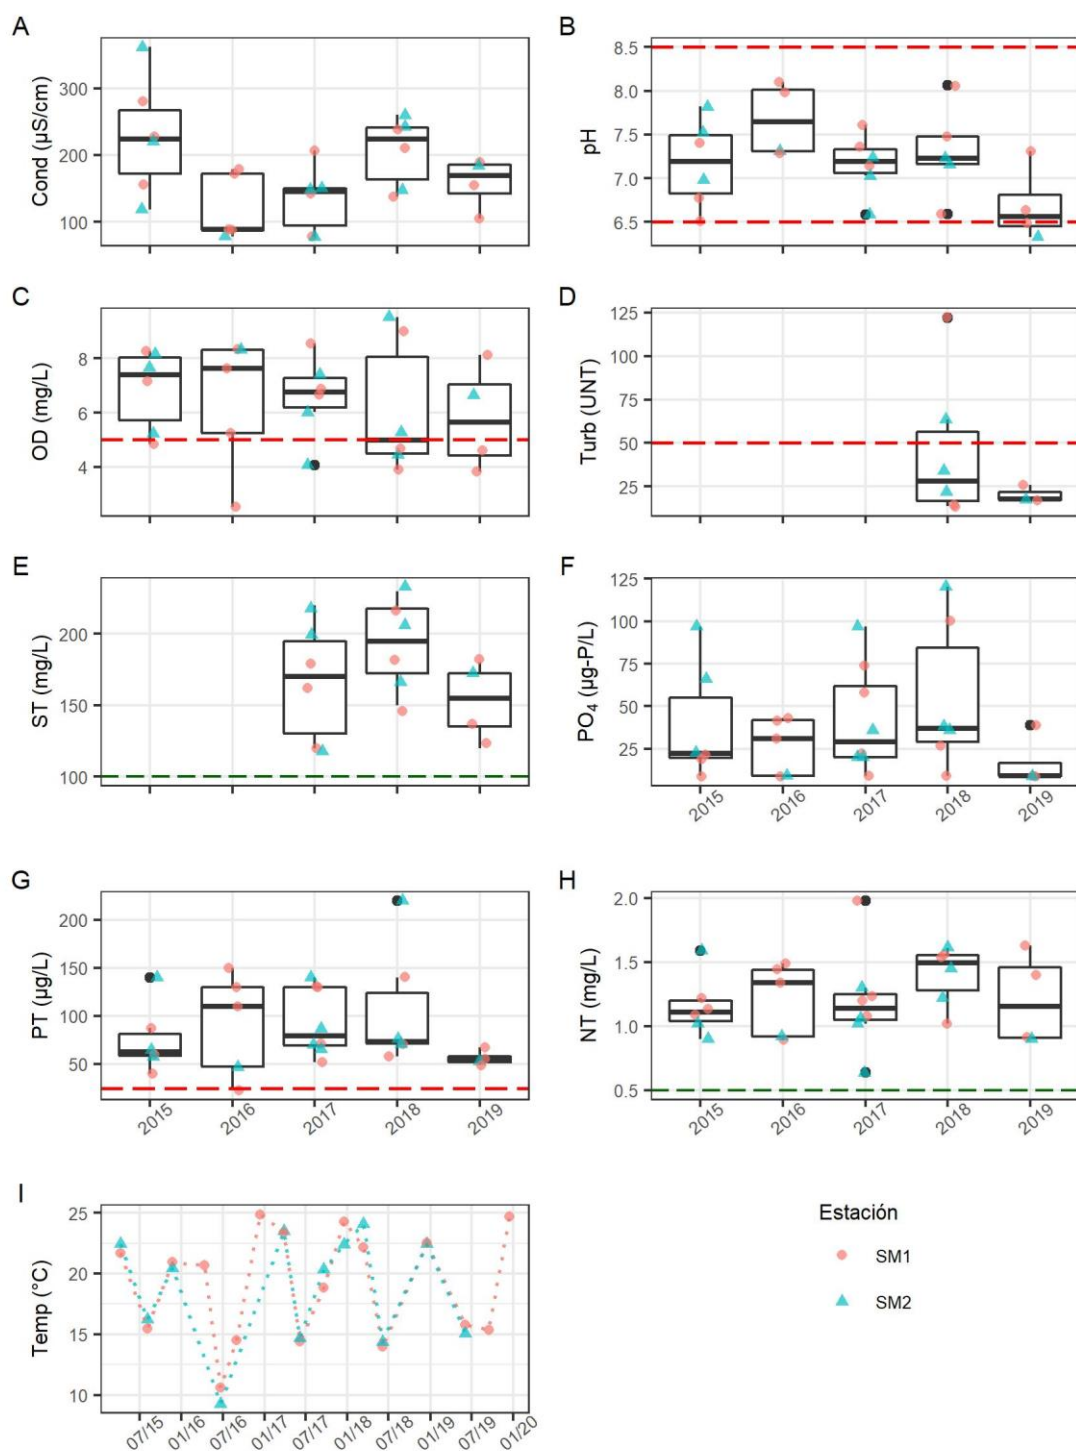 A
Cond (µS/cm)
300
200
100
B
pH
8.5
8.0
7.5
7.0
6.5
C
OD (mg/L)
8
6
4
D
Turb (UNT)
125
100
75
50
25
E
ST (mg/L)
200
150
100
F
PO₄ (µg-P/L)
125
100
75
50
25
2015
2016
2017
2018
2019
G
PT (µg/L)
200
150
100
50
2015
2016
2017
2018
2019
H
NT (mg/L)
2.0
1.5
1.0
0.5
2015
2016
2017
2018
2019
I
Temp (°C)
25
20
15
10
07/15
01/16
07/16
01/17
07/17
01/18
07/18
01/19
07/19
01/20
Estación
SM1
SM2